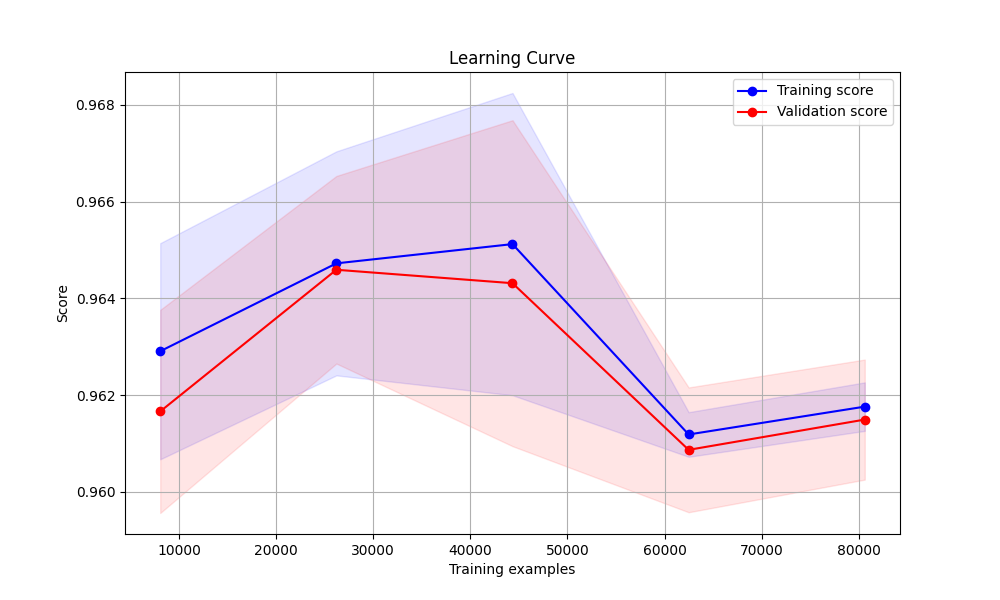 Learning Curve
Training score
Validation score
Score
0.968
0.966
0.964
0.962
0.960
10000 20000 30000 40000 50000 60000 70000 80000
Training examples